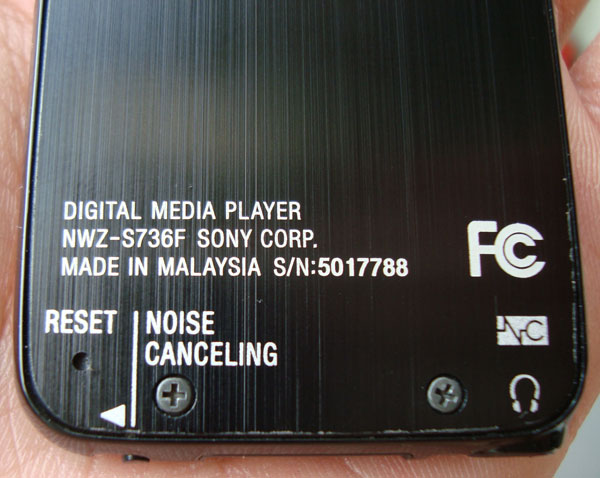 DIGITAL MEDIA PLAYER
NWZ-S736F SONY CORP.
MADE IN MALAYSIA S/N:5017788
FC
RESET
NOISE
CANCELING
NC